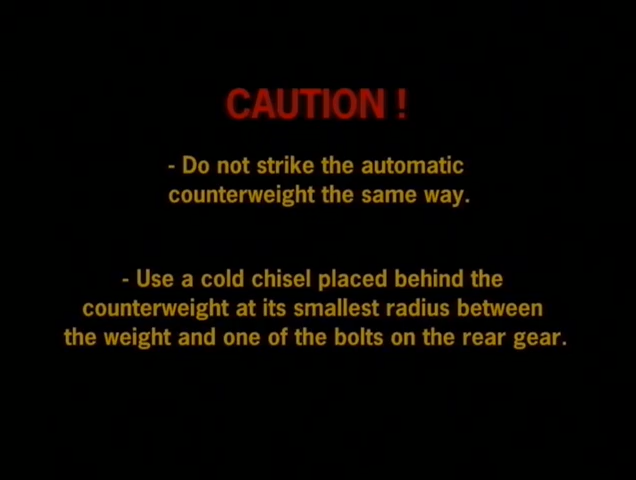 CAUTION !
- Do not strike the automatic
counterweight the same way.
- Use a cold chisel placed behind the
counterweight at its smallest radius between
the weight and one of the bolts on the rear gear.